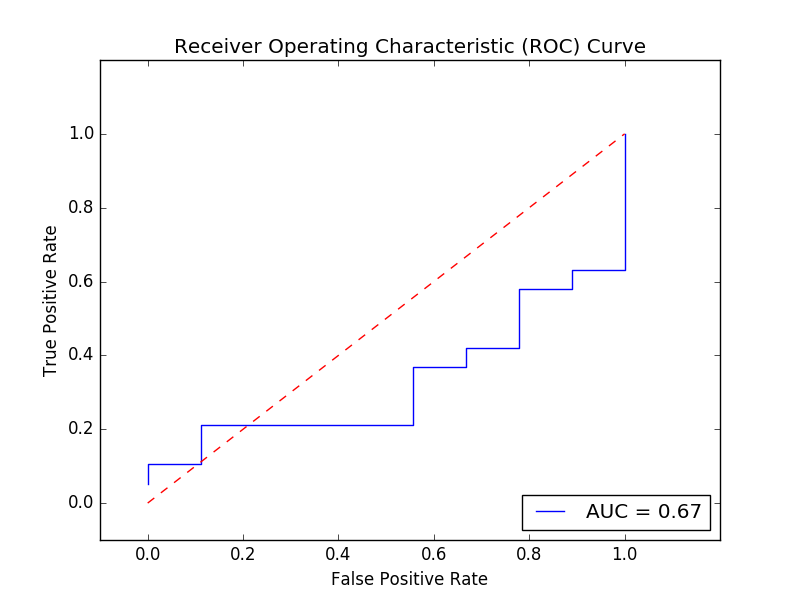 Receiver Operating Characteristic (ROC) Curve
1.0
0.8
0.6
0.4
0.2
0.0
True Positive Rate
AUC = 0.67
0.0 0.2 0.4 0.6 0.8 1.0
False Positive Rate